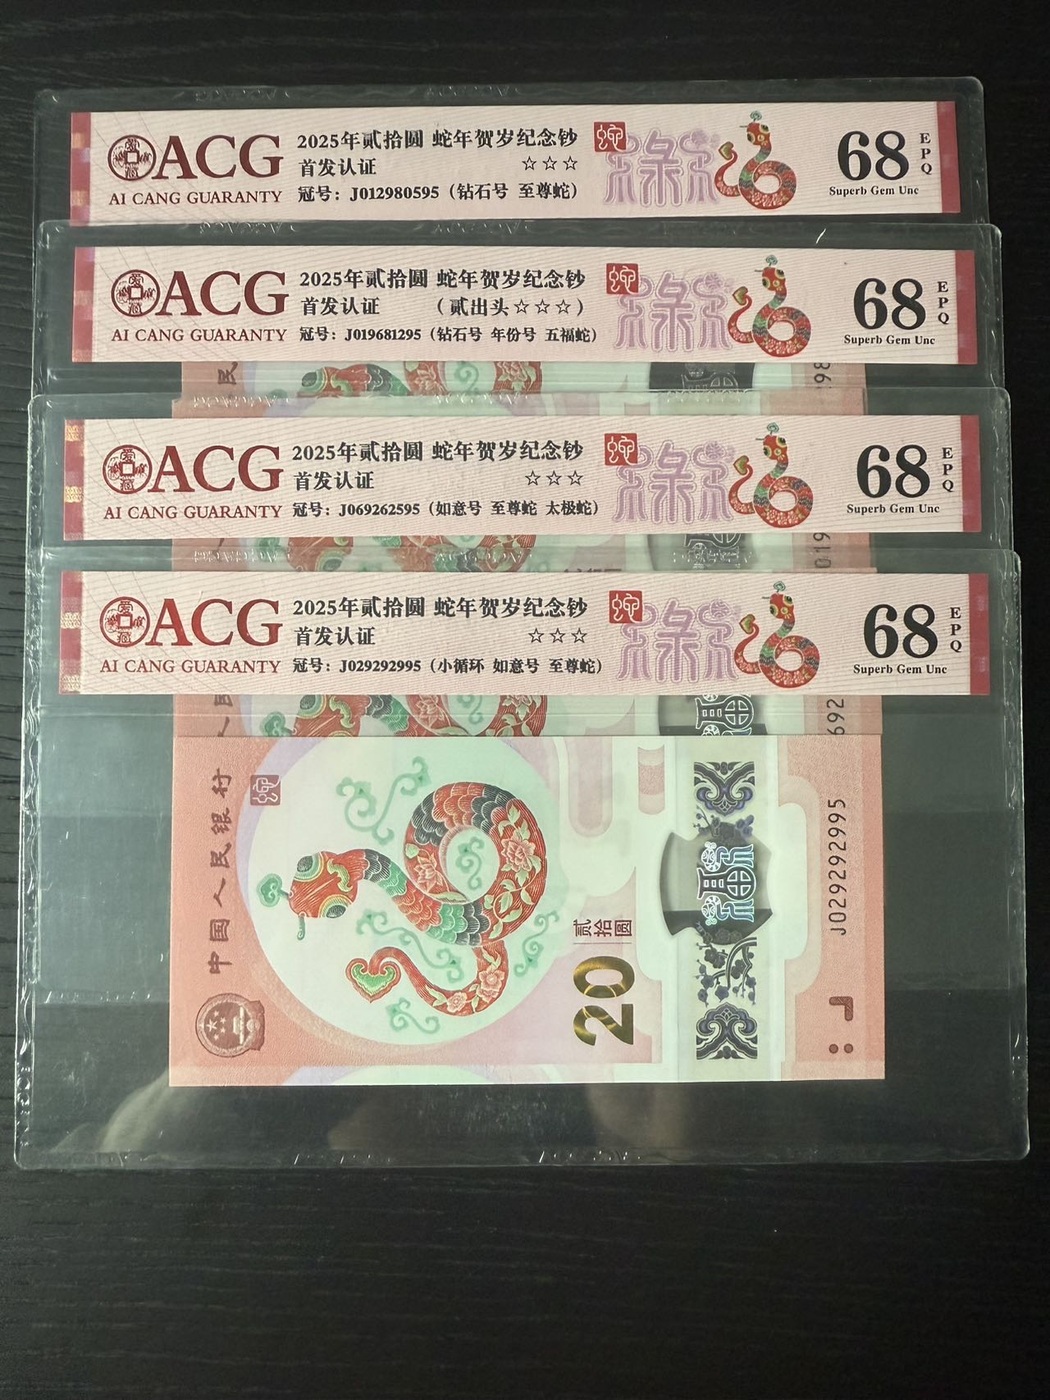 ACG
AI CANG GUARANTY
2025年贰拾圆 蛇年贺岁纪念钞
首发认证 ☆☆☆
冠号：J012980595（钻石号 至尊蛇）
68
EPQ
Superb Gem Unc
ACG
AI CANG GUARANTY
2025年贰拾圆 蛇年贺岁纪念钞
首发认证 （贰出头☆☆☆）
冠号：J019681295（钻石号 年份号 五福蛇）
68
EPQ
Superb Gem Unc
民
98
ACG
AI CANG GUARANTY
2025年贰拾圆 蛇年贺岁纪念钞
首发认证 ☆☆☆
冠号：J069262595（如意号 至尊蛇 太极蛇）
68
EPQ
Superb Gem Unc
019
ACG
AI CANG GUARANTY
2025年贰拾圆 蛇年贺岁纪念钞
首发认证 ☆☆☆
冠号：J029292995（小循环 如意号 至尊蛇）
68
EPQ
Superb Gem Unc
692
中国人民银行
贰拾圆
20
J029292995